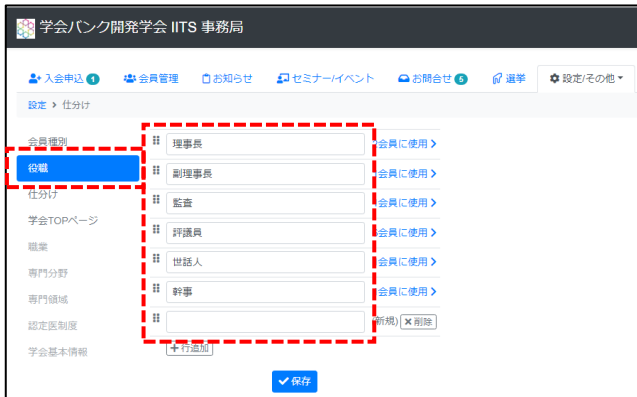 学会バンク開発学会 IITS 事務局
入会申込 1 会員管理 お知らせ セミナー/イベント お問合せ 5 選挙 設定/その他
設定 > 仕分け
会員種別
役職
仕分け
学会TOPページ
職業
専門分野
専門領域
認定医制度
学会基本情報
理事長 会員に使用
副理事長 会員に使用
監査 会員に使用
評議員 会員に使用
世話人 会員に使用
幹事 会員に使用
新規) ×削除
+行追加
保存